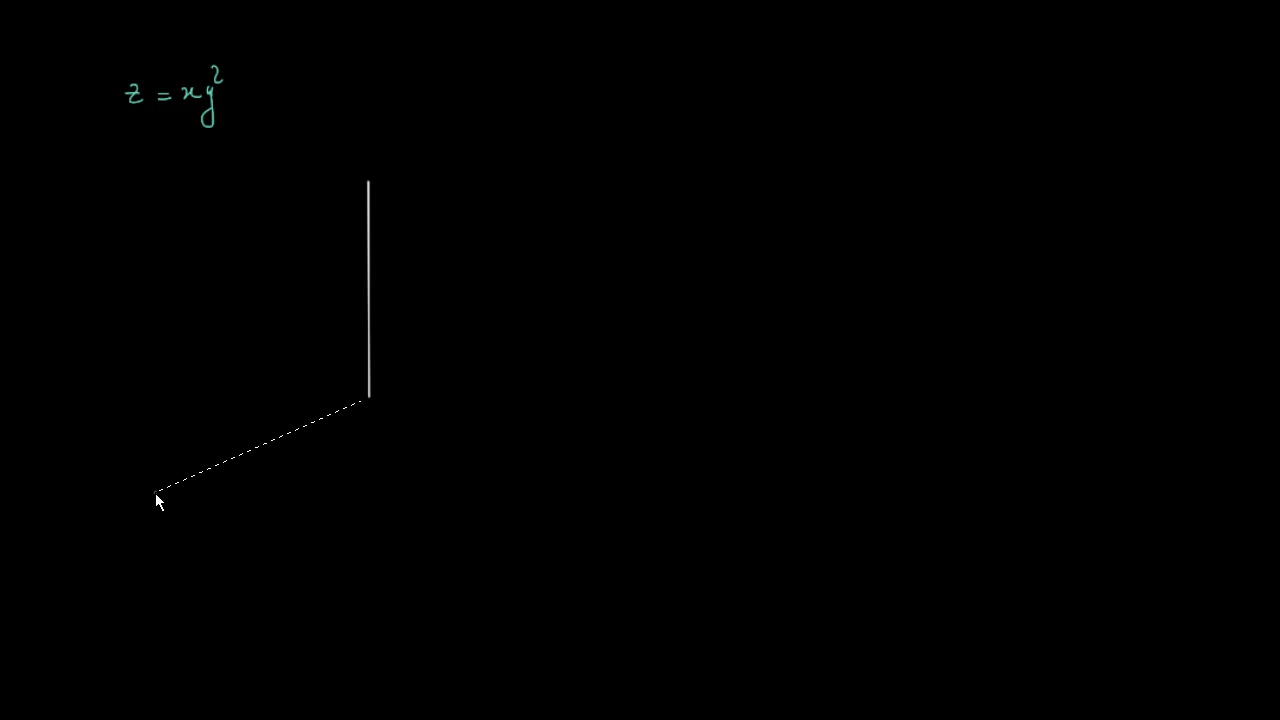 z = xy²